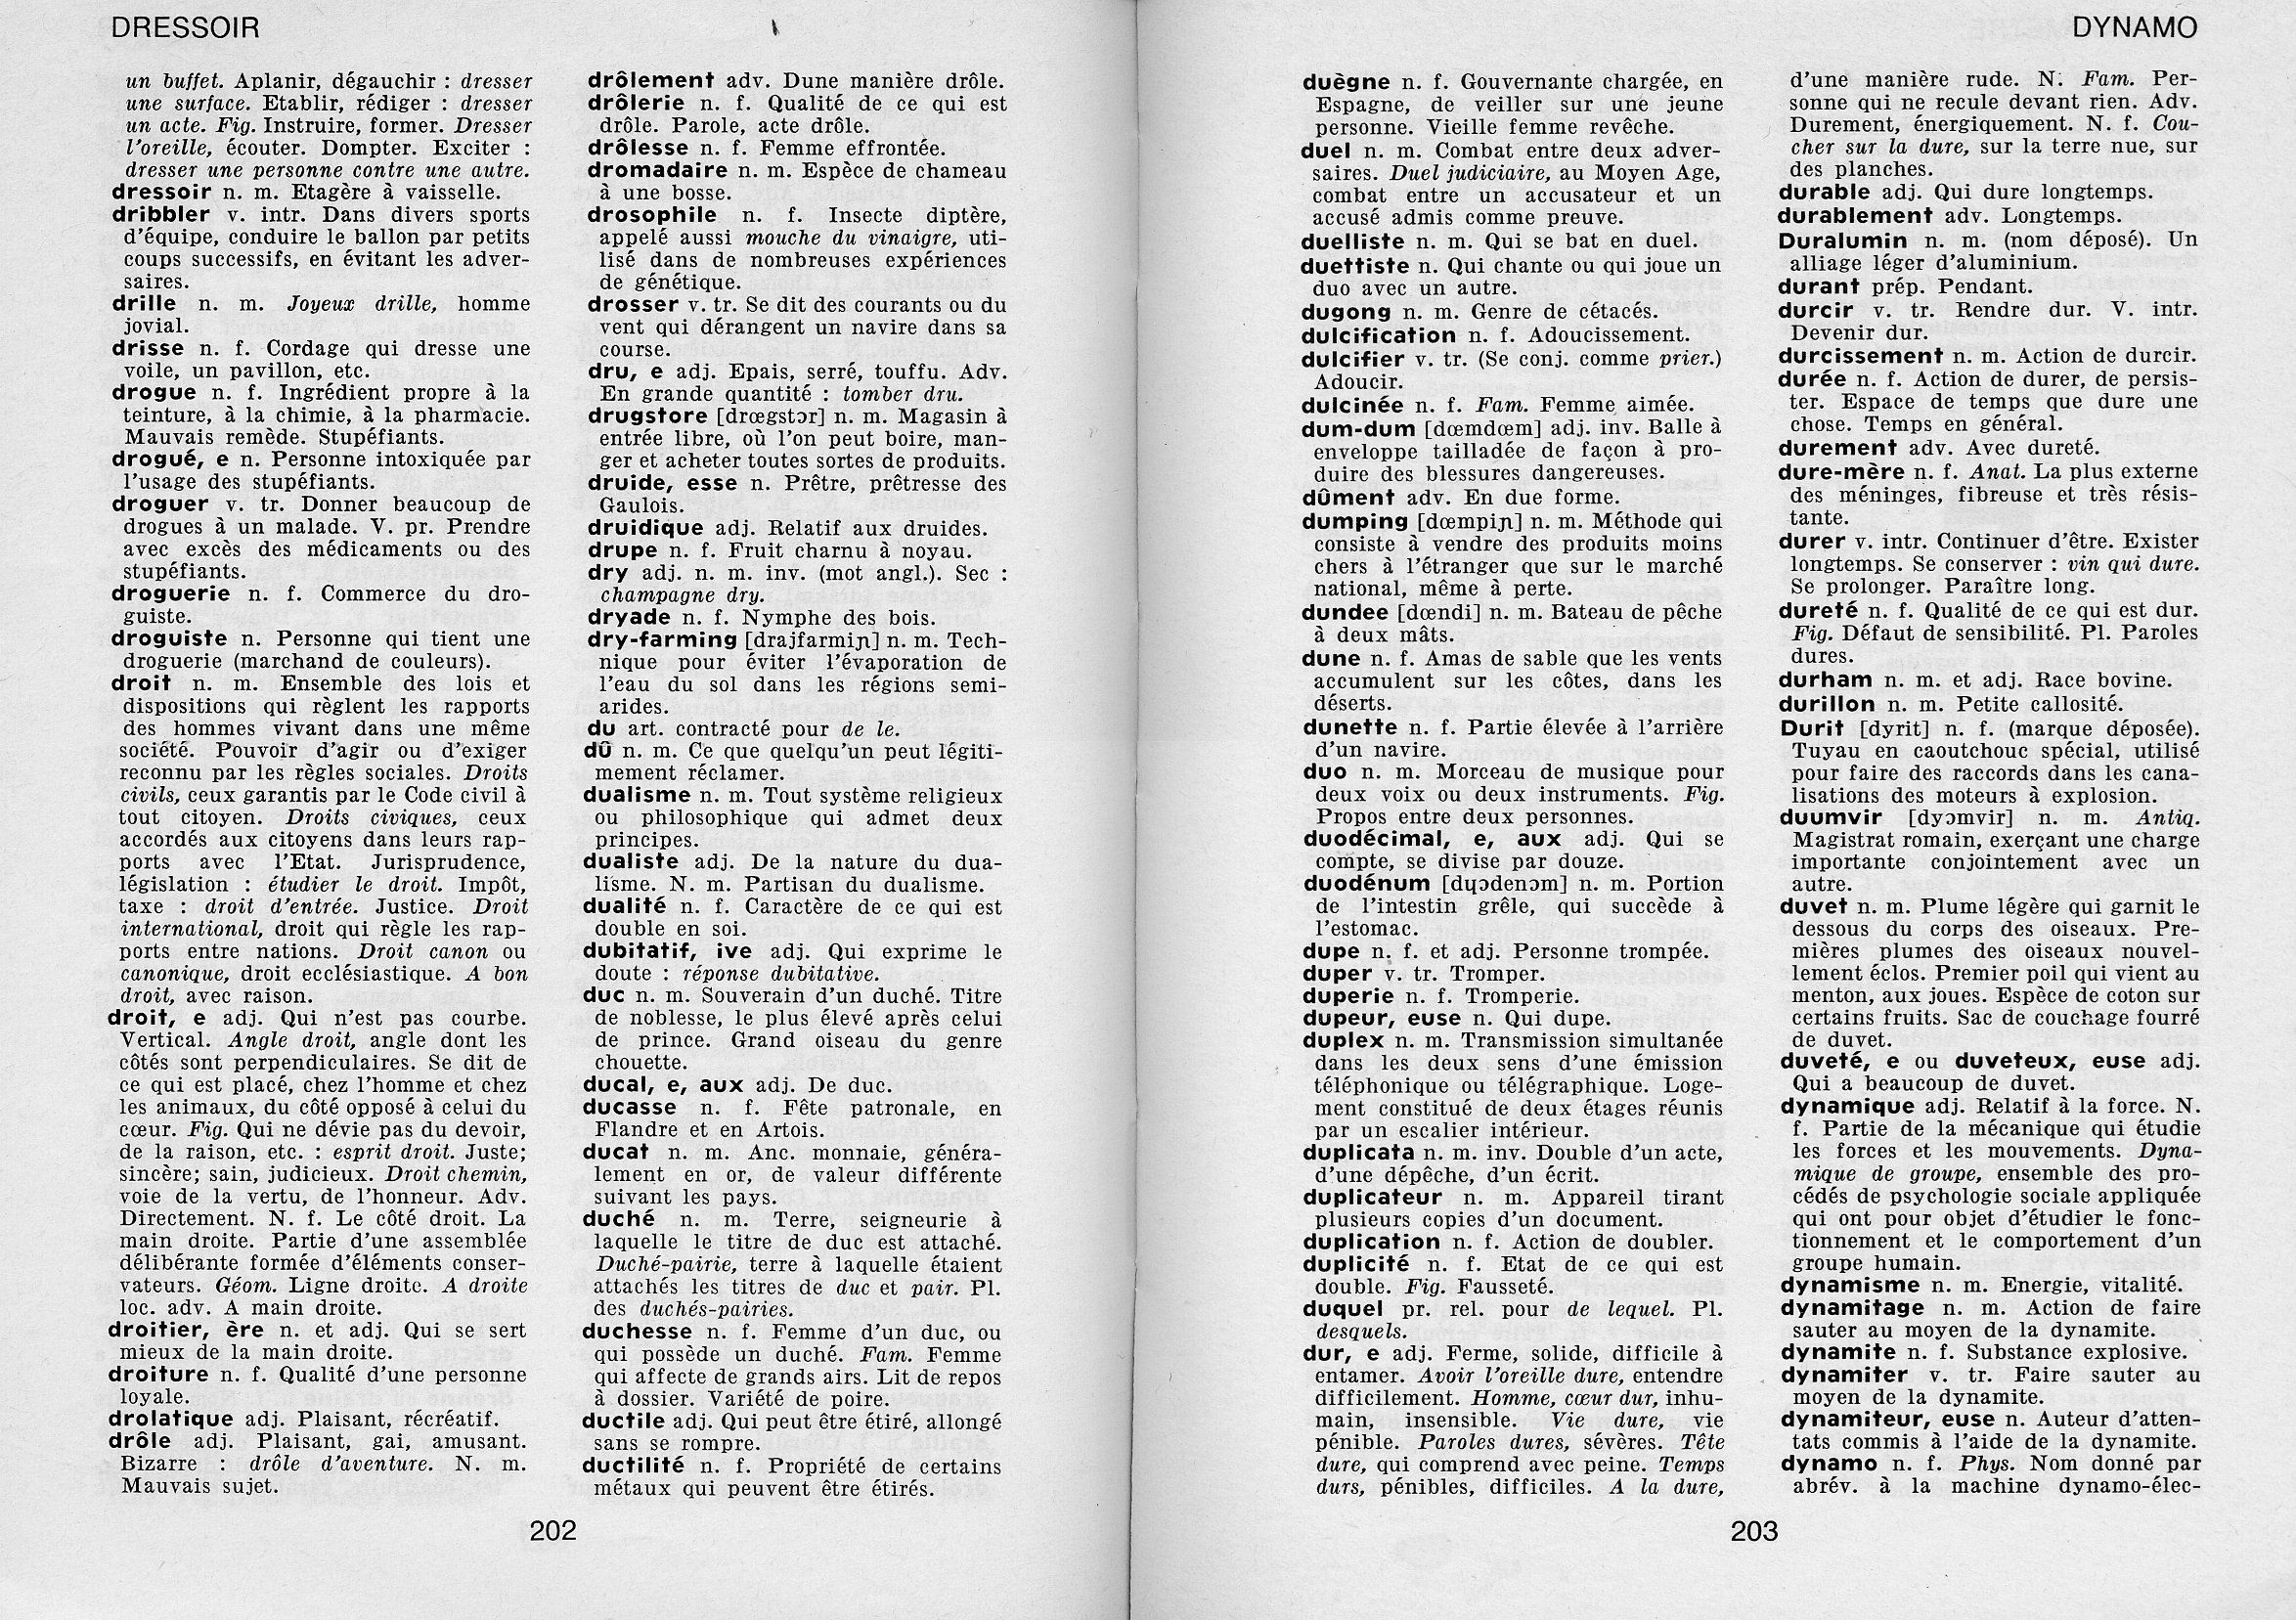 DRESSOIR
un buffet. Aplanir, dégauchir : dresser
une surface. Etablir, rédiger : dresser
un acte. Fig. Instruire, former. Dresser
l'oreille, écouter. Dompter. Exciter :
dresser une personne contre une autre.
dressoir n. m. Etagère à vaisselle.
dribbler v. intr. Dans divers sports
d'équipe, conduire le ballon par petits
coups successifs, en évitant les adver-
saires.
drille n. m. Joyeux drille, homme
jovial.
drisse n. f. Cordage qui dresse une
voile, un pavillon, etc.
drogue n. f. Ingrédient propre à la
teinture, à la chimie, à la pharmacie.
Mauvais remède. Stupéfiants.
drogué, e n. Personne intoxiquée par
l'usage des stupéfiants.
droguer v. tr. Donner beaucoup de
drogues à un malade. V. pr. Prendre
avec excès des médicaments ou des
stupéfiants.
droguerie n. f. Commerce du dro-
guiste.
droguiste n. Personne qui tient une
droguerie (marchand de couleurs).
droit n. m. Ensemble des lois et
dispositions qui règlent les rapports
des hommes vivant dans une même
société. Pouvoir d'agir ou d'exiger
reconnu par les règles sociales. Droits
civils, ceux garantis par le Code civil à
tout citoyen. Droits civiques, ceux
accordés aux citoyens dans leurs rap-
ports avec l'Etat. Jurisprudence,
législation : étudier le droit. Impôt,
taxe : droit d'entrée. Justice. Droit
international, droit qui règle les rap-
ports entre nations. Droit canon ou
canonique, droit ecclésiastique. A bon
droit, avec raison.
droit, e adj. Qui n'est pas courbe.
Vertical. Angle droit, angle dont les
côtés sont perpendiculaires. Se dit de
ce qui est placé, chez l'homme et chez
les animaux, du côté opposé à celui du
cœur. Fig. Qui ne dévie pas du devoir,
de la raison, etc. : esprit droit. Juste;
sincère; sain, judicieux. Droit chemin,
voie de la vertu, de l'honneur. Adv.
Directement. N. f. Le côté droit. La
main droite. Partie d'une assemblée
délibérante formée d'éléments conser-
vateurs. Géom. Ligne droite. A droite
loc. adv. A main droite.
droitier, ère n. et adj. Qui se sert
mieux de la main droite.
droiture n. f. Qualité d'une personne
loyale.
drolatique adj. Plaisant, récréatif.
drôle adj. Plaisant, gai, amusant.
Bizarre : drôle d'aventure. N. m.
Mauvais sujet.
drôlement adv. Dune manière drôle.
drôlerie n. f. Qualité de ce qui est
drôle. Parole, acte drôle.
drôlesse n. f. Femme effrontée.
dromadaire n. m. Espèce de chameau
à une bosse.
drosophile n. f. Insecte diptère,
appelé aussi mouche du vinaigre, uti-
lisé dans de nombreuses expériences
de génétique.
drosser v. tr. Se dit des courants ou du
vent qui dérangent un navire dans sa
course.
dru, e adj. Epais, serré, touffu. Adv.
En grande quantité : tomber dru.
drugstore [drœgstɔr] n. m. Magasin à
entrée libre, où l'on peut boire, man-
ger et acheter toutes sortes de produits.
druide, esse n. Prêtre, prêtresse des
Gaulois.
druidique adj. Relatif aux druides.
drupe n. f. Fruit charnu à noyau.
dry adj. n. m. inv. (mot angl.). Sec :
champagne dry.
dryade n. f. Nymphe des bois.
dry-farming [drajfarmiɲ] n. m. Tech-
nique pour éviter l'évaporation de
l'eau du sol dans les régions semi-
arides.
du art. contracté pour de le.
dû n. m. Ce que quelqu'un peut légiti-
mement réclamer.
dualisme n. m. Tout système religieux
ou philosophique qui admet deux
principes.
dualiste adj. De la nature du dua-
lisme. N. m. Partisan du dualisme.
dualité n. f. Caractère de ce qui est
double en soi.
dubitatif, ive adj. Qui exprime le
doute : réponse dubitative.
duc n. m. Souverain d'un duché. Titre
de noblesse, le plus élevé après celui
de prince. Grand oiseau du genre
chouette.
ducal, e, aux adj. De duc.
ducasse n. f. Fête patronale, en
Flandre et en Artois.
ducat n. m. Anc. monnaie, généra-
lement en or, de valeur différente
suivant les pays.
duché n. m. Terre, seigneurie à
laquelle le titre de duc est attaché.
Duché-pairie, terre à laquelle étaient
attachés les titres de duc et pair. Pl.
des duchés-pairies.
duchesse n. f. Femme d'un duc, ou
qui possède un duché. Fam. Femme
qui affecte de grands airs. Lit de repos
à dossier. Variété de poire.
ductile adj. Qui peut être étiré, allongé
sans se rompre.
ductilité n. f. Propriété de certains
métaux qui peuvent être étirés.
202
DYNAMO
duègne n. f. Gouvernante chargée, en
Espagne, de veiller sur une jeune
personne. Vieille femme revêche.
duel n. m. Combat entre deux adver-
saires. Duel judiciaire, au Moyen Age,
combat entre un accusateur et un
accusé admis comme preuve.
duelliste n. m. Qui se bat en duel.
duettiste n. Qui chante ou qui joue un
duo avec un autre.
dugong n. m. Genre de cétacés.
dulcification n. f. Adoucissement.
dulcifier v. tr. (Se conj. comme prier.)
Adoucir.
dulcinée n. f. Fam. Femme aimée.
dum-dum [dœmdœm] adj. inv. Balle à
enveloppe tailladée de façon à pro-
duire des blessures dangereuses.
dûment adv. En due forme.
dumping [dœmpiɲ] n. m. Méthode qui
consiste à vendre des produits moins
chers à l'étranger que sur le marché
national, même à perte.
dundee [dœndi] n. m. Bateau de pêche
à deux mâts.
dune n. f. Amas de sable que les vents
accumulent sur les côtes, dans les
déserts.
dunette n. f. Partie élevée à l'arrière
d'un navire.
duo n. m. Morceau de musique pour
deux voix ou deux instruments. Fig.
Propos entre deux personnes.
duodécimal, e, aux adj. Qui se
compte, se divise par douze.
duodénum [dɥɔdenɔm] n. m. Portion
de l'intestin grêle, qui succède à
l'estomac.
dupe n. f. et adj. Personne trompée.
duper v. tr. Tromper.
duperie n. f. Tromperie.
dupeur, euse n. Qui dupe.
duplex n. m. Transmission simultanée
dans les deux sens d'une émission
téléphonique ou télégraphique. Loge-
ment constitué de deux étages réunis
par un escalier intérieur.
duplicata n. m. inv. Double d'un acte,
d'une dépêche, d'un écrit.
duplicateur n. m. Appareil tirant
plusieurs copies d'un document.
duplication n. f. Action de doubler.
duplicité n. f. Etat de ce qui est
double. Fig. Fausseté.
duquel pr. rel. pour de lequel. Pl.
desquels.
dur, e adj. Ferme, solide, difficile à
entamer. Avoir l'oreille dure, entendre
difficilement. Homme, cœur dur, inhu-
main, insensible. Vie dure, vie
pénible. Paroles dures, sévères. Tête
dure, qui comprend avec peine. Temps
durs, pénibles, difficiles. A la dure,
d'une manière rude. N. Fam. Per-
sonne qui ne recule devant rien. Adv.
Durement, énergiquement. N. f. Cou-
cher sur la dure, sur la terre nue, sur
des planches.
durable adj. Qui dure longtemps.
durablement adv. Longtemps.
Duralumin n. m. (nom déposé). Un
alliage léger d'aluminium.
durant prép. Pendant.
durcir v. tr. Rendre dur. V. intr.
Devenir dur.
durcissement n. m. Action de durcir.
durée n. f. Action de durer, de persis-
ter. Espace de temps que dure une
chose. Temps en général.
durement adv. Avec dureté.
dure-mère n. f. Anat. La plus externe
des méninges, fibreuse et très résis-
tante.
durer v. intr. Continuer d'être. Exister
longtemps. Se conserver : vin qui dure.
Se prolonger. Paraître long.
dureté n. f. Qualité de ce qui est dur.
Fig. Défaut de sensibilité. Pl. Paroles
dures.
durham n. m. et adj. Race bovine.
durillon n. m. Petite callosité.
Durit [dyrit] n. f. (marque déposée).
Tuyau en caoutchouc spécial, utilisé
pour faire des raccords dans les cana-
lisations des moteurs à explosion.
duumvir [dyɔmvir] n. m. Antiq.
Magistrat romain, exerçant une charge
importante conjointement avec un
autre.
duvet n. m. Plume légère qui garnit le
dessous du corps des oiseaux. Pre-
mières plumes des oiseaux nouvel-
lement éclos. Premier poil qui vient au
menton, aux joues. Espèce de coton sur
certains fruits. Sac de couchage fourré
de duvet.
duveté, e ou duveteux, euse adj.
Qui a beaucoup de duvet.
dynamique adj. Relatif à la force. N.
f. Partie de la mécanique qui étudie
les forces et les mouvements. Dyna-
mique de groupe, ensemble des pro-
cédés de psychologie sociale appliquée
qui ont pour objet d'étudier le fonc-
tionnement et le comportement d'un
groupe humain.
dynamisme n. m. Energie, vitalité.
dynamitage n. m. Action de faire
sauter au moyen de la dynamite.
dynamite n. f. Substance explosive.
dynamiter v. tr. Faire sauter au
moyen de la dynamite.
dynamiteur, euse n. Auteur d'atten-
tats commis à l'aide de la dynamite.
dynamo n. f. Phys. Nom donné par
abrév. à la machine dynamo-élec-
203